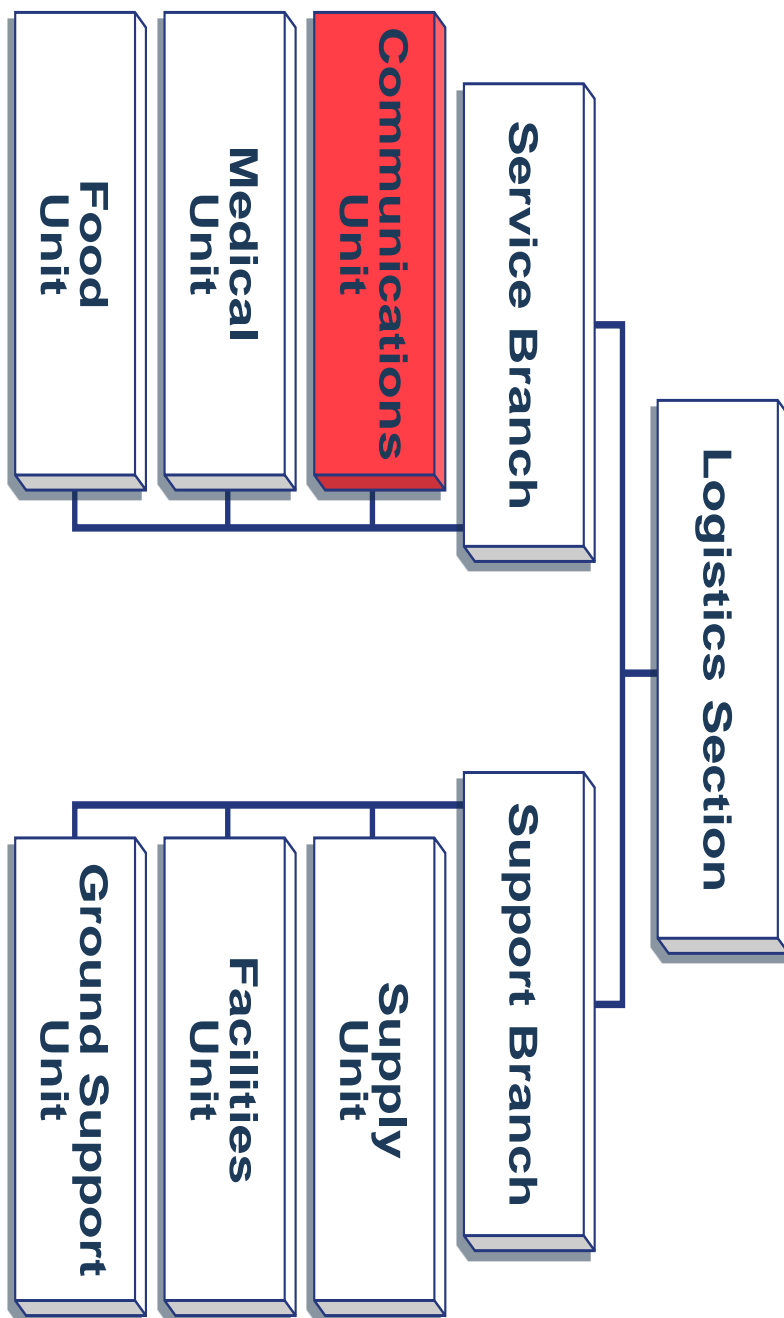 Logistics Section
Service Branch
Support Branch
Communications
Unit
Supply
Unit
Medical
Unit
Facilities
Unit
Food
Unit
Ground Support
Unit